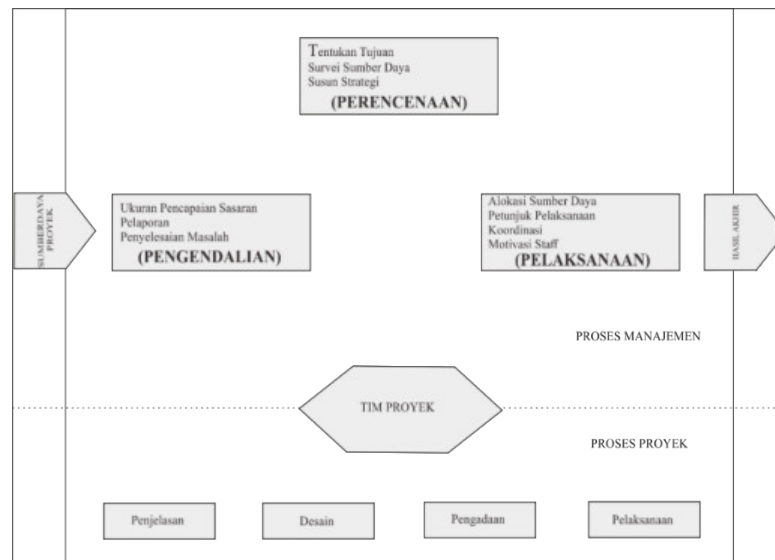 Tentukan Tujuan
Survei Sumber Daya
Susun Strategi
(PERENCENAAN)
SUMBERDAYA
PROYEK
Ukuran Pencapaian Sasaran
Pelaporan
Penyelesaian Masalah
(PENGENDALIAN)
Alokasi Sumber Daya
Petunjuk Pelaksanaan
Koordinasi
Motivasi Staff
(PELAKSANAAN)
HASIL AKHIR
PROSES MANAJEMEN
TIM PROYEK
PROSES PROYEK
Penjelasan
Desain
Pengadaan
Pelaksanaan